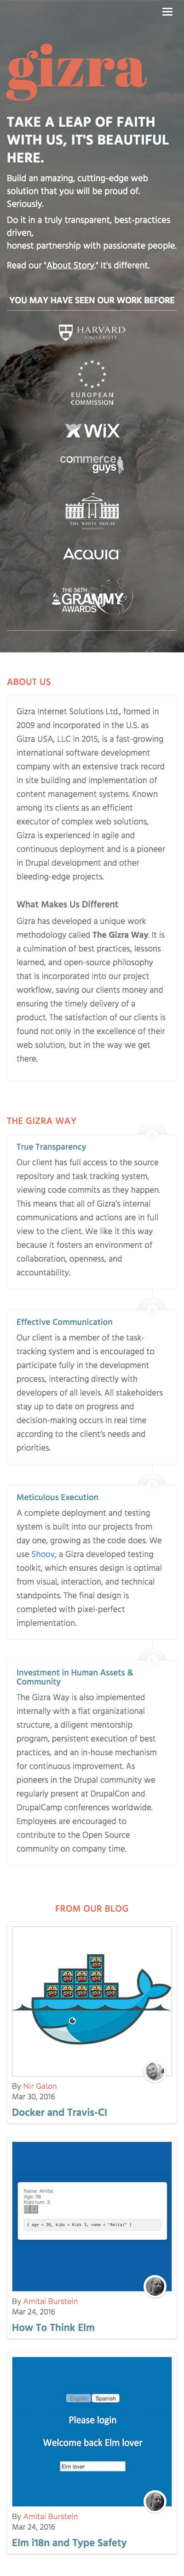 gizra
TAKE A LEAP OF FAITH
WITH US, IT'S BEAUTIFUL
HERE.
Build an amazing, cutting-edge web
solution that you will be proud of.
Seriously.
Do it in a truly transparent, best-practices
driven,
honest partnership with passionate people.
Read our "About Story." It's different.
YOU MAY HAVE SEEN OUR WORK BEFORE
HARVARD
UNIVERSITY
EUROPEAN
COMMISSION
WiX
commerce
guys
THE WHITE HOUSE
WASHINGTON
ACQUIA
THE 56TH
GRAMMY
AWARDS
ABOUT US
Gizra Internet Solutions Ltd., formed in
2009 and incorporated in the U.S. as
Gizra USA, LLC in 2015, is a fast-growing
international software development
company with an extensive track record
in site building and implementation of
content management systems. Known
among its clients as an efficient
executor of complex web solutions,
Gizra is experienced in agile and
continuous deployment and is a pioneer
in Drupal development and other
bleeding-edge projects.
What Makes Us Different
Gizra has developed a unique work
methodology called The Gizra Way. It is
a culmination of best practices, lessons
learned, and open-source philosophy
that is incorporated into our project
workflow, saving our clients money and
ensuring the timely delivery of a
product. The satisfaction of our clients is
found not only in the excellence of their
web solution, but in the way we get
there.
THE GIZRA WAY
True Transparency
Our client has full access to the source
repository and task tracking system,
viewing code commits as they happen.
This means that all of Gizra's internal
communications and actions are in full
view to the client. We like it this way
because it fosters an environment of
collaboration, openness, and
accountability.
Effective Communication
Our client is a member of the task-
tracking system and is encouraged to
participate fully in the development
process, interacting directly with
developers of all levels. All stakeholders
stay up to date on progress and
decision-making occurs in real time
according to the client's needs and
priorities.
Meticulous Execution
A complete deployment and testing
system is built into our projects from
day one, growing as the code does. We
use Shoov, a Gizra developed testing
toolkit, which ensures design is optimal
from visual, interaction, and technical
standpoints. The final design is
completed with pixel-perfect
implementation.
Investment in Human Assets &
Community
The Gizra Way is also implemented
internally with a flat organizational
structure, a diligent mentorship
program, persistent execution of best
practices, and an in-house mechanism
for continuous improvement. As
pioneers in the Drupal community we
regularly present at DrupalCon and
DrupalCamp conferences worldwide.
Employees are encouraged to
contribute to the Open Source
community on company time.
FROM OUR BLOG
By Nir Galon
Mar 30, 2016
Docker and Travis-CI
Name: Amitai
Age: 38
Kids num: 3
{ age = 38, kids = Kids 3, name = "Amitai" }
By Amitai Burstein
Mar 24, 2016
How To Think Elm
English Spanish
Please login
Welcome back Elm lover
Elm lover
By Amitai Burstein
Mar 24, 2016
Elm i18n and Type Safety